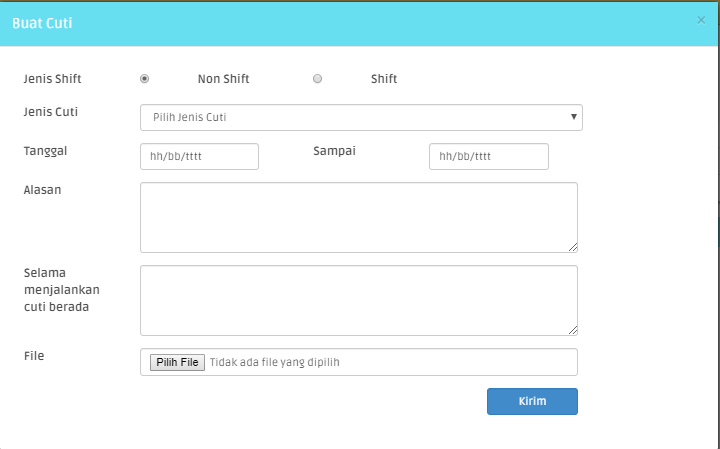 Buat Cuti ×
Jenis Shift Non Shift Shift
Jenis Cuti Pilih Jenis Cuti
Tanggal hh/bb/tttt Sampai hh/bb/tttt
Alasan
Selama
menjalankan
cuti berada
File Pilih File Tidak ada file yang dipilih
Kirim